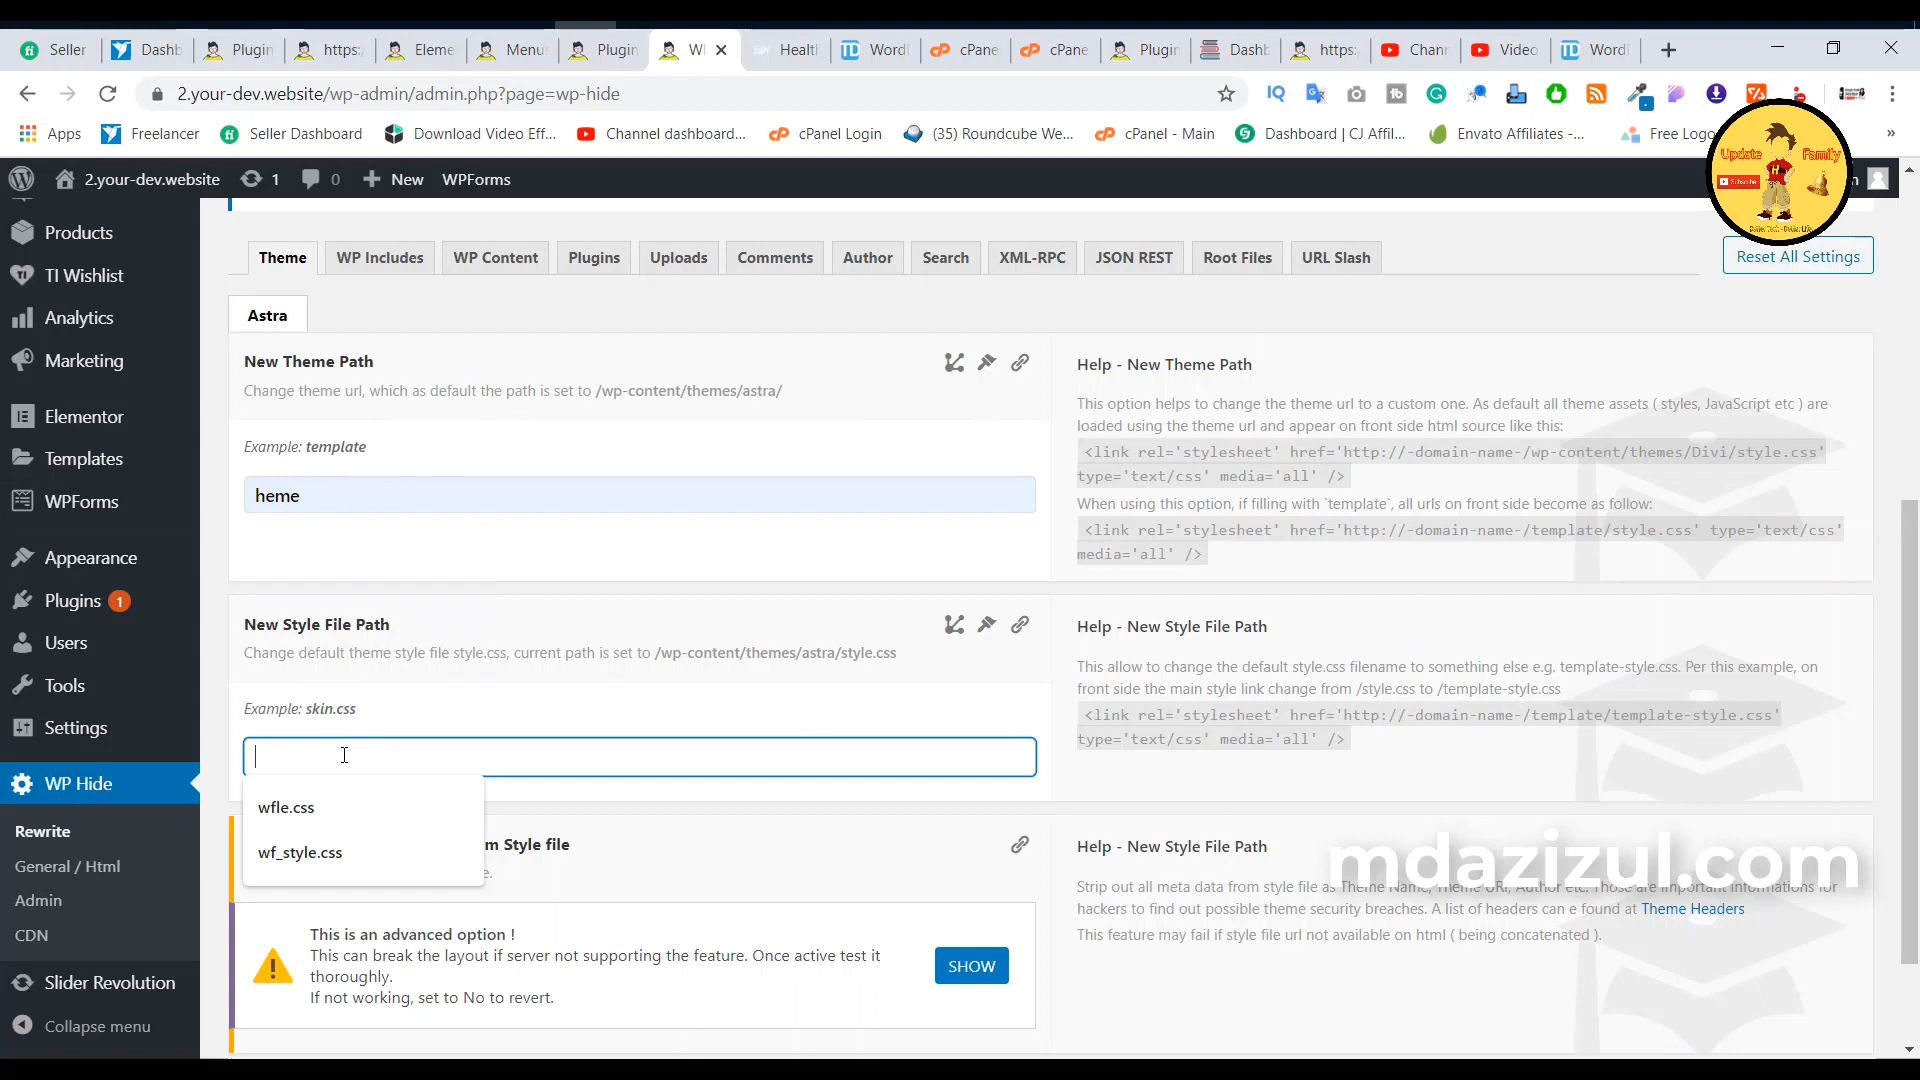 Seller
Dashb
Plugin
https:
Eleme
Menus
Plugin
WI
Healt
Word
cPane
cPane
Plugin
Dashb
https:
Chann
Video
Word
2.your-dev.website/wp-admin/admin.php?page=wp-hide
Apps
Freelancer
Seller Dashboard
Download Video Eff...
Channel dashboard...
cPanel Login
(35) Roundcube We...
cPanel - Main
Dashboard | CJ Affil...
Envato Affiliates -...
Free Logo
»
Update Family
Subscribe
2.your-dev.website
1
0
New
WPForms
Products
TI Wishlist
Analytics
Marketing
Elementor
Templates
WPForms
Appearance
Plugins 1
Users
Tools
Settings
WP Hide
Rewrite
General / Html
Admin
CDN
Slider Revolution
Collapse menu
Theme
WP Includes
WP Content
Plugins
Uploads
Comments
Author
Search
XML-RPC
JSON REST
Root Files
URL Slash
Reset All Settings
Astra
New Theme Path
Change theme url, which as default the path is set to /wp-content/themes/astra/
Example: template
heme
Help - New Theme Path
This option helps to change the theme url to a custom one. As default all theme assets ( styles, JavaScript etc ) are
loaded using the theme url and appear on front side html source like this:
<link rel='stylesheet' href='http://-domain-name-/wp-content/themes/Divi/style.css'
type='text/css' media='all' />
When using this option, if filling with `template`, all urls on front side become as follow:
<link rel='stylesheet' href='http://-domain-name-/template/style.css' type='text/css'
media='all' />
New Style File Path
Change default theme style file style.css, current path is set to /wp-content/themes/astra/style.css
Example: skin.css
wfle.css
wf_style.css
Help - New Style File Path
This allow to change the default style.css filename to something else e.g. template-style.css. Per this example, on
front side the main style link change from /style.css to /template-style.css
<link rel='stylesheet' href='http://-domain-name-/template/template-style.css'
type='text/css' media='all' />
m Style file
e.
This is an advanced option !
This can break the layout if server not supporting the feature. Once active test it
thoroughly.
If not working, set to No to revert.
SHOW
Help - New Style File Path
mdazizul.com
Strip out all meta data from style file as Theme Name, Theme URI, Author etc. Those are important informations for
hackers to find out possible theme security breaches. A list of headers can e found at Theme Headers
This feature may fail if style file url not available on html ( being concatenated ).